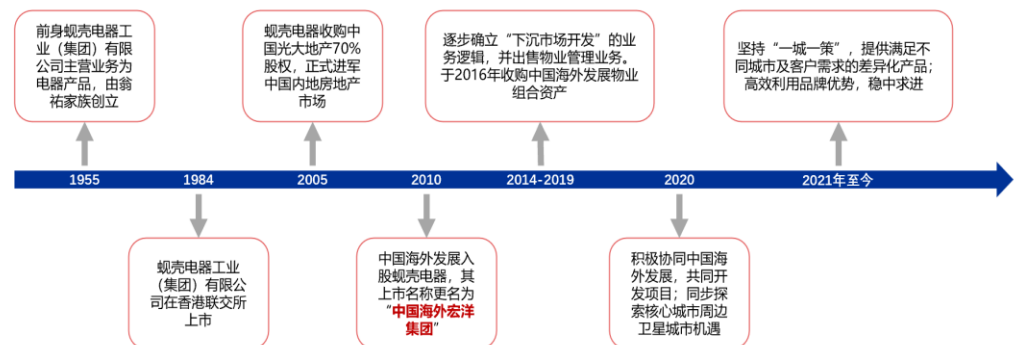 前身蚬壳电器工
业（集团）有限
公司主营业务为
电器产品，由翁
祐家族创立
蚬壳电器收购中
国光大地产70%
股权，正式进军
中国内地房地产
市场
逐步确立“下沉市场开发”的业
务逻辑，并出售物业管理业务。
于2016年收购中国海外发展物业
组合资产
坚持“一城一策”，提供满足不
同城市及客户需求的差异化产品；
高效利用品牌优势，稳中求进
1955
1984
2005
2010
2014-2019
2020
2021年至今
蚬壳电器工业
（集团）有限公
司在香港联交所
上市
中国海外发展入
股蚬壳电器，其
上市名称更名为
“中国海外宏洋
集团”
积极协同中国海
外发展，共同开
发项目；同步探
索核心城市周边
卫星城市机遇